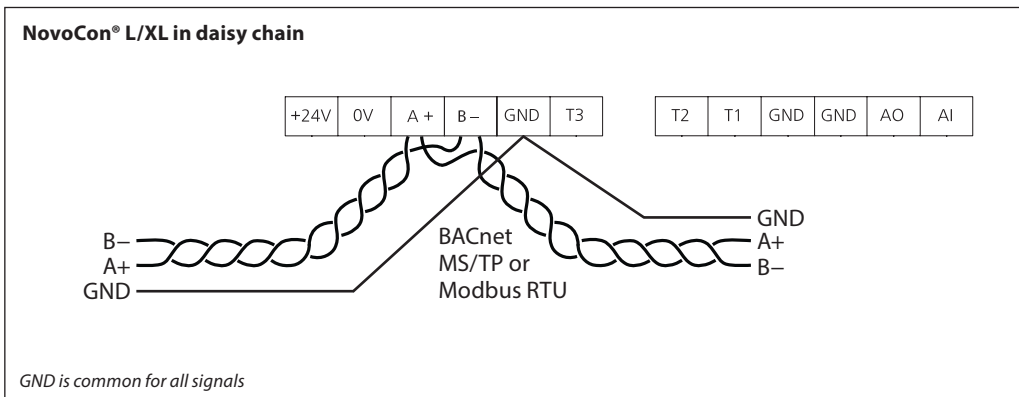 NovoCon® L/XL in daisy chain
+24V 0V A + B – GND T3 T2 T1 GND GND AO AI
GND
B– A+
A+ B–
GND
BACnet
MS/TP or
Modbus RTU
GND is common for all signals